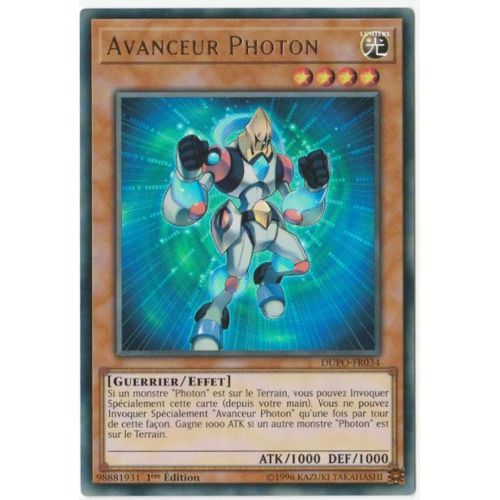 AVANCEUR PHOTON
LUMIÈRE
光
DUPO-FR034
[GUERRIER/EFFET]
Si un monstre "Photon" est sur le Terrain, vous pouvez Invoquer
Spécialement cette carte (depuis votre main). Vous ne pouvez
Invoquer Spécialement "Avanceur Photon" qu'une fois par tour
de cette façon. Gagne 1000 ATK si un autre monstre "Photon" est
sur le Terrain.
ATK/1000 DEF/1000
98881931 1ère Édition ©1996 KAZUKI TAKAHASHI